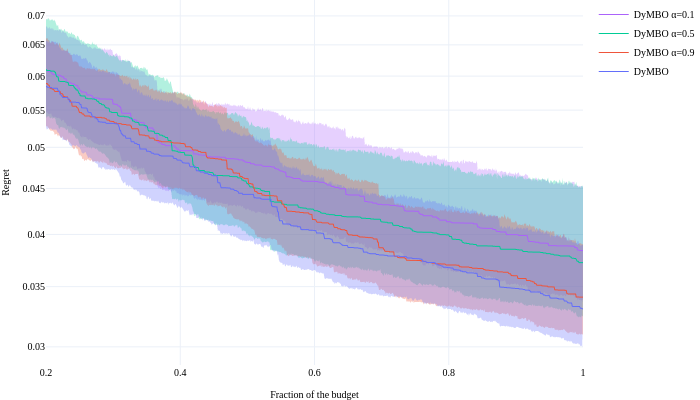 0.07
0.065
0.06
0.055
0.05
0.045
0.04
0.035
0.03
Regret
0.2
0.4
0.6
0.8
1
Fraction of the budget
DyMBO α=0.1
DyMBO α=0.5
DyMBO α=0.9
DyMBO